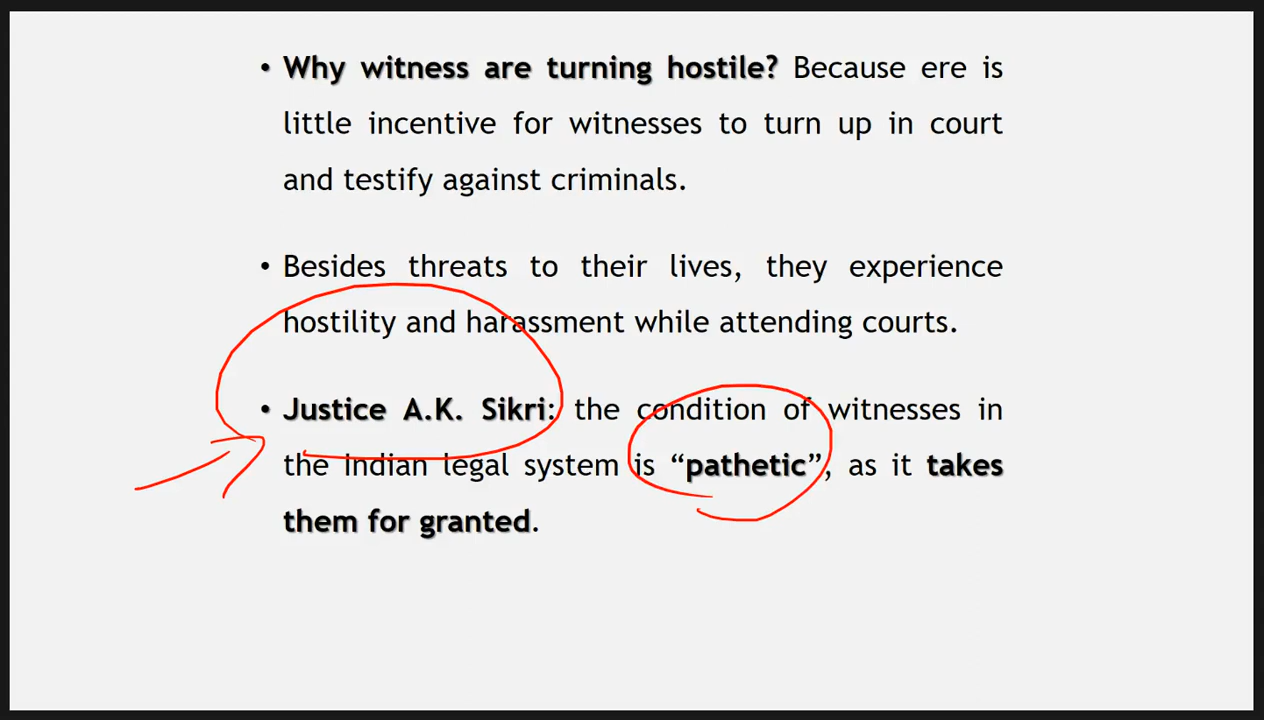 • Why witness are turning hostile? Because ere is
little incentive for witnesses to turn up in court
and testify against criminals.
• Besides threats to their lives, they experience
hostility and harassment while attending courts.
• Justice A.K. Sikri: the condition of witnesses in
the Indian legal system is “pathetic”, as it takes
them for granted.